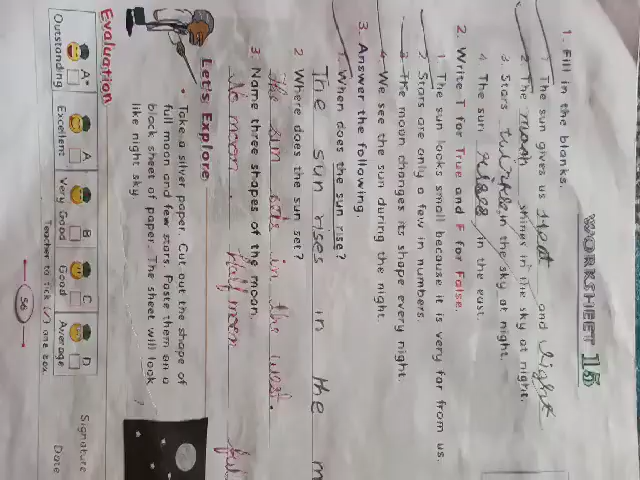 WORKSHEET 15
1. Fill in the blanks.
1. The sun gives us heat and light
2. The moon shines in the sky at night.
3. Stars twinkle in the sky at night.
4. The sun rises in the east.
2. Write T for True and F for False.
1. The sun looks small because it is very far from us.
2. Stars are only a few in numbers.
3. The moon changes its shape every night.
4. We see the sun during the night.
3. Answer the following.
1. When does the sun rise?
The sun rises in the m
2. Where does the sun set?
The sun sets in the west.
3. Name three shapes of the moon.
No moon. Half moon ful
Let's Explore
• Take a silver paper. Cut out the shape of
full moon and few stars. Paste them on a
black sheet of paper. The sheet will look
like night sky
Evaluation
A+ A B C D
Outstanding Excellent Very Good Good Average
Teacher to tick (✓) one box
Signature
Date
56